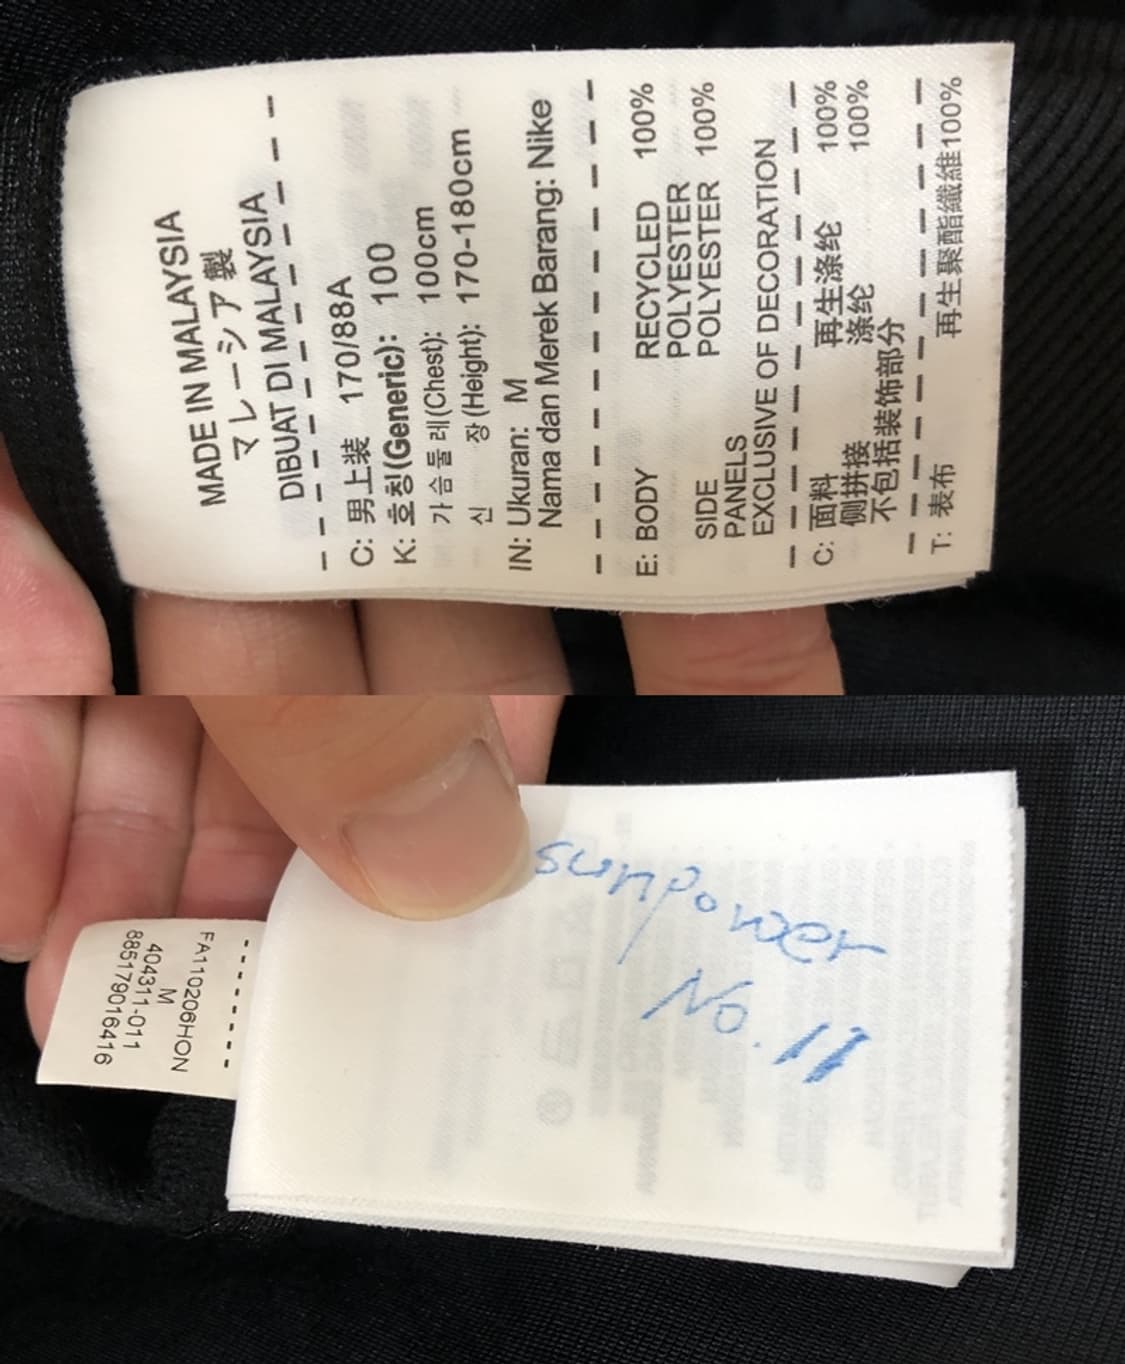 MADE IN MALAYSIA
マレーシア製
DIBUAT DI MALAYSIA
C: 男上装 170/88A
K: 호칭(Generic): 100
가슴둘레(Chest): 100cm
신 장(Height): 170-180cm
IN: Ukuran: M
Nama dan Merek Barang: Nike
E: BODY RECYCLED 100%
POLYESTER
SIDE POLYESTER 100%
PANELS
EXCLUSIVE OF DECORATION
C: 面料 再生涤纶 100%
侧拼接 涤纶 100%
不包括装饰部分
T: 表布 再生聚酯纖維100%
FA110206HON
M
404311-011
885179016416